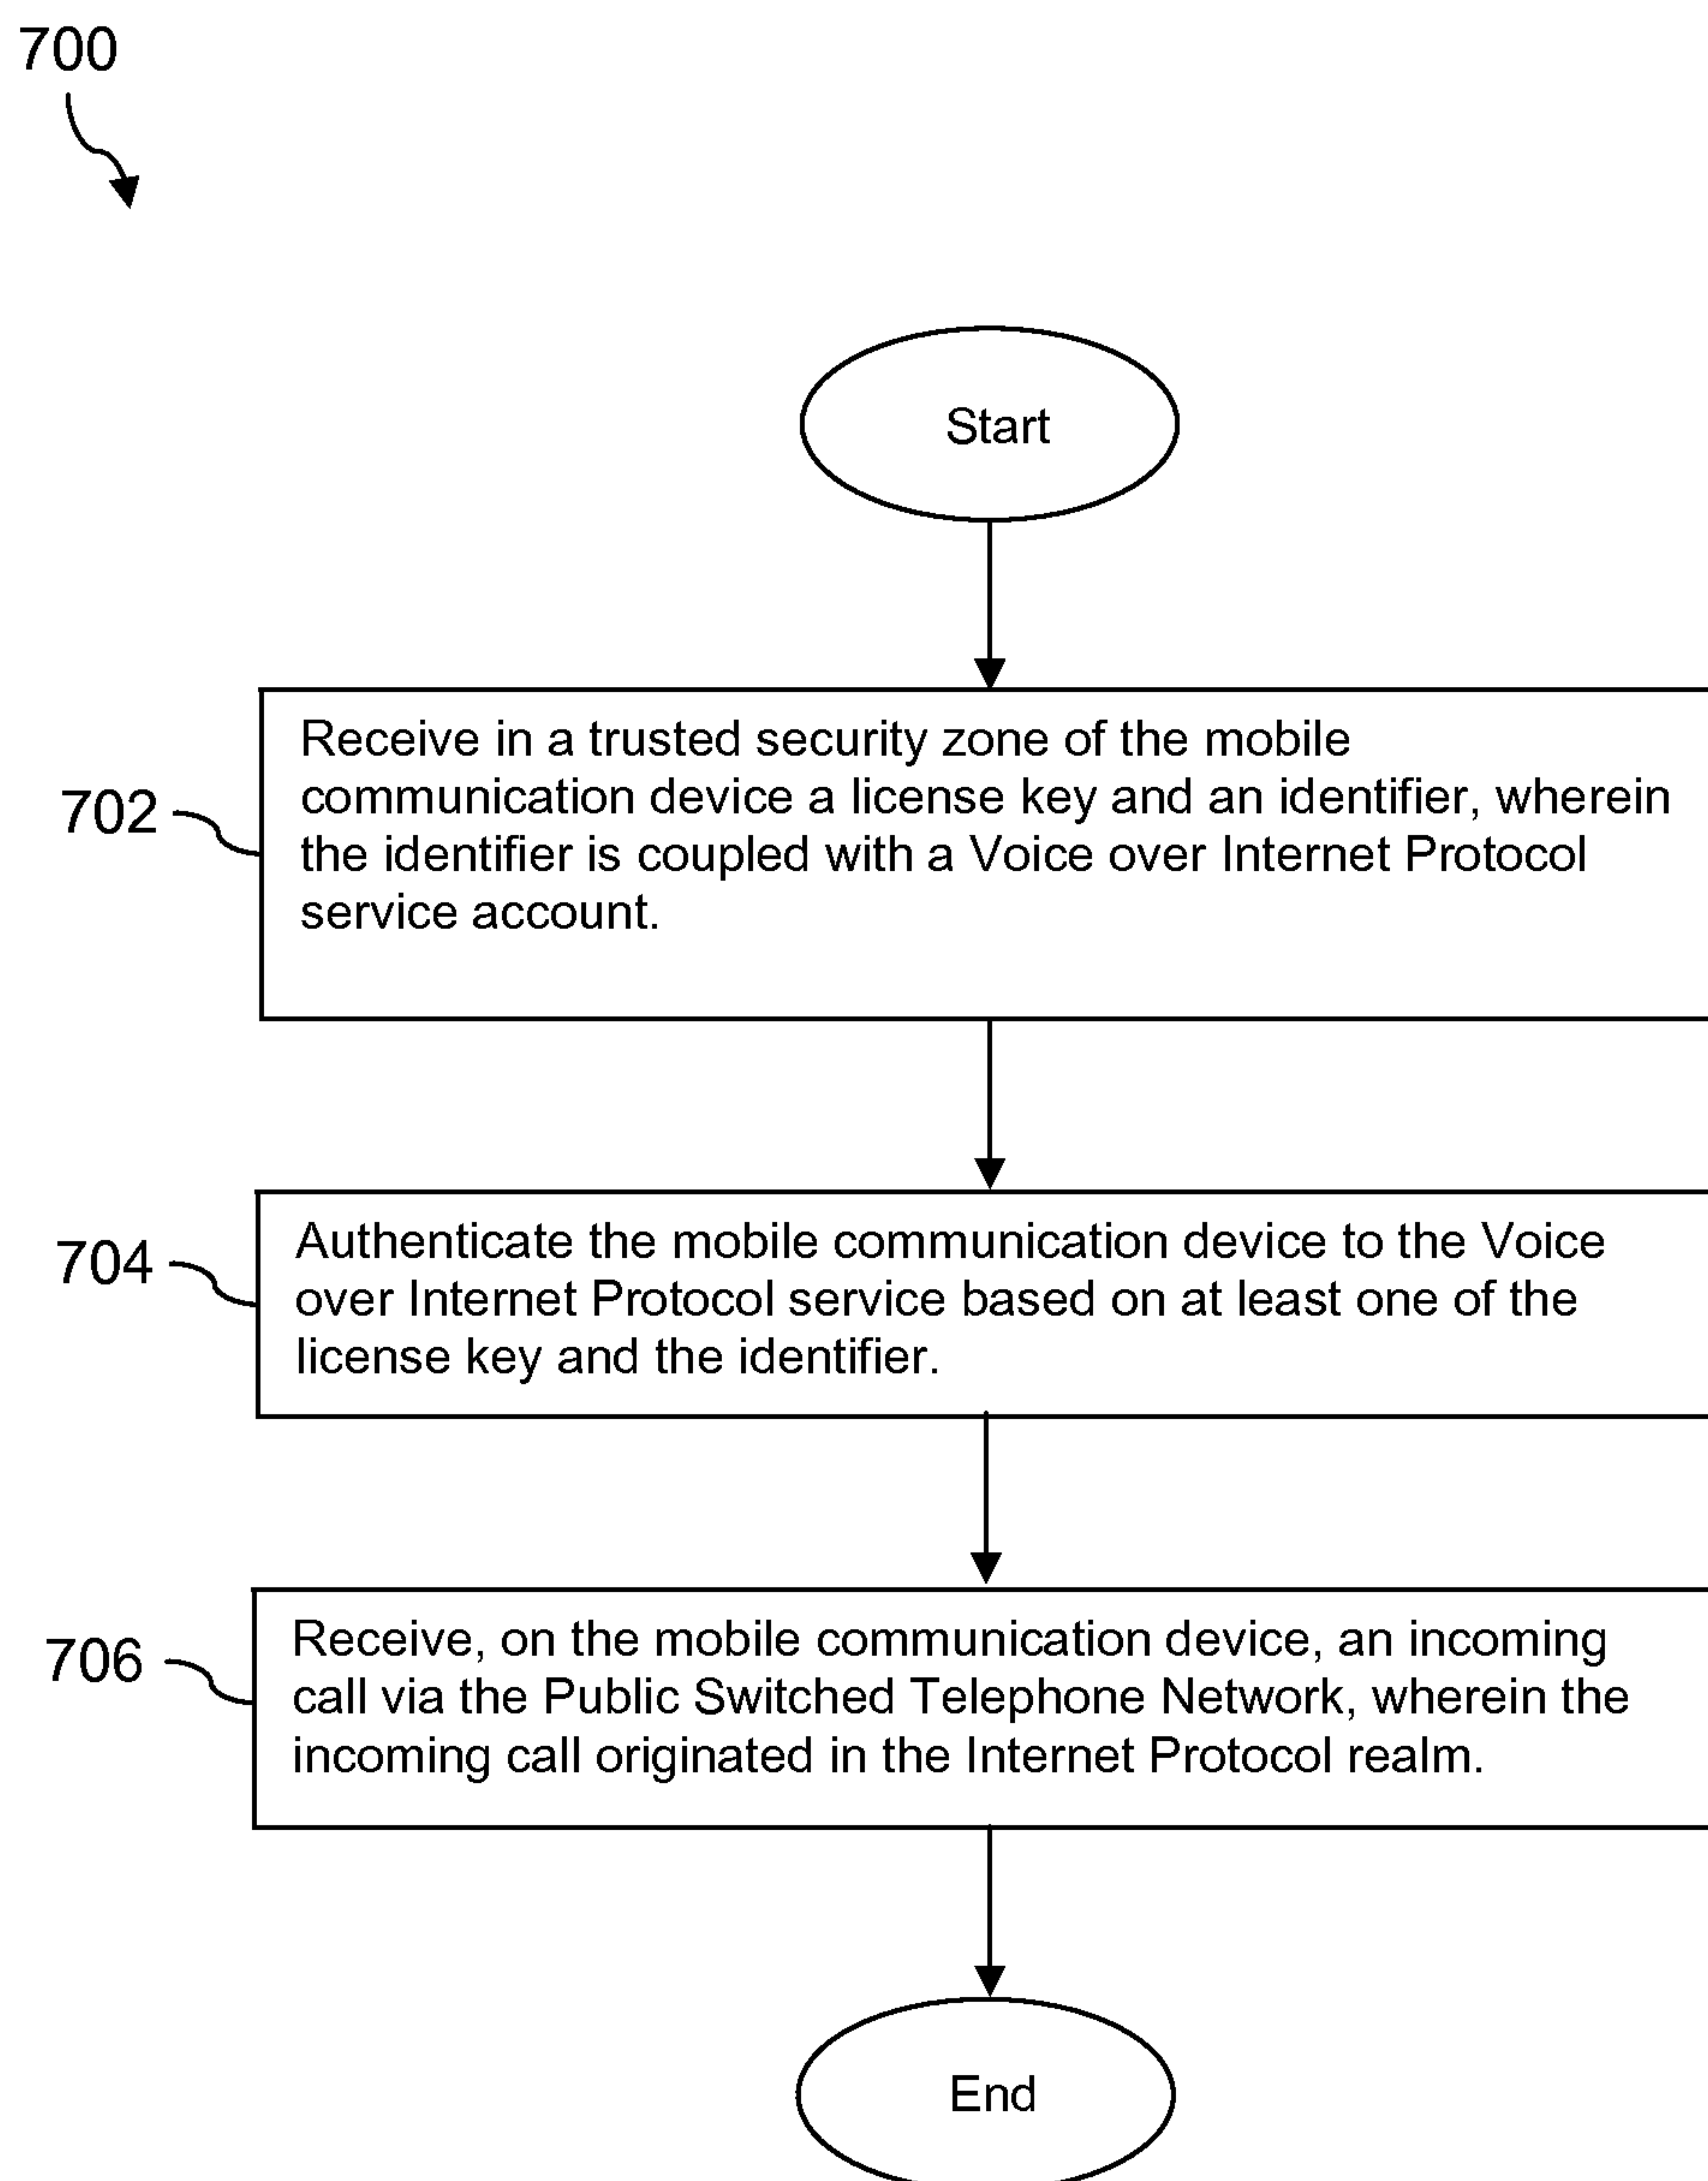 700
Start
702
Receive in a trusted security zone of the mobile
communication device a license key and an identifier, wherein
the identifier is coupled with a Voice over Internet Protocol
service account.
704
Authenticate the mobile communication device to the Voice
over Internet Protocol service based on at least one of the
license key and the identifier.
706
Receive, on the mobile communication device, an incoming
call via the Public Switched Telephone Network, wherein the
incoming call originated in the Internet Protocol realm.
End